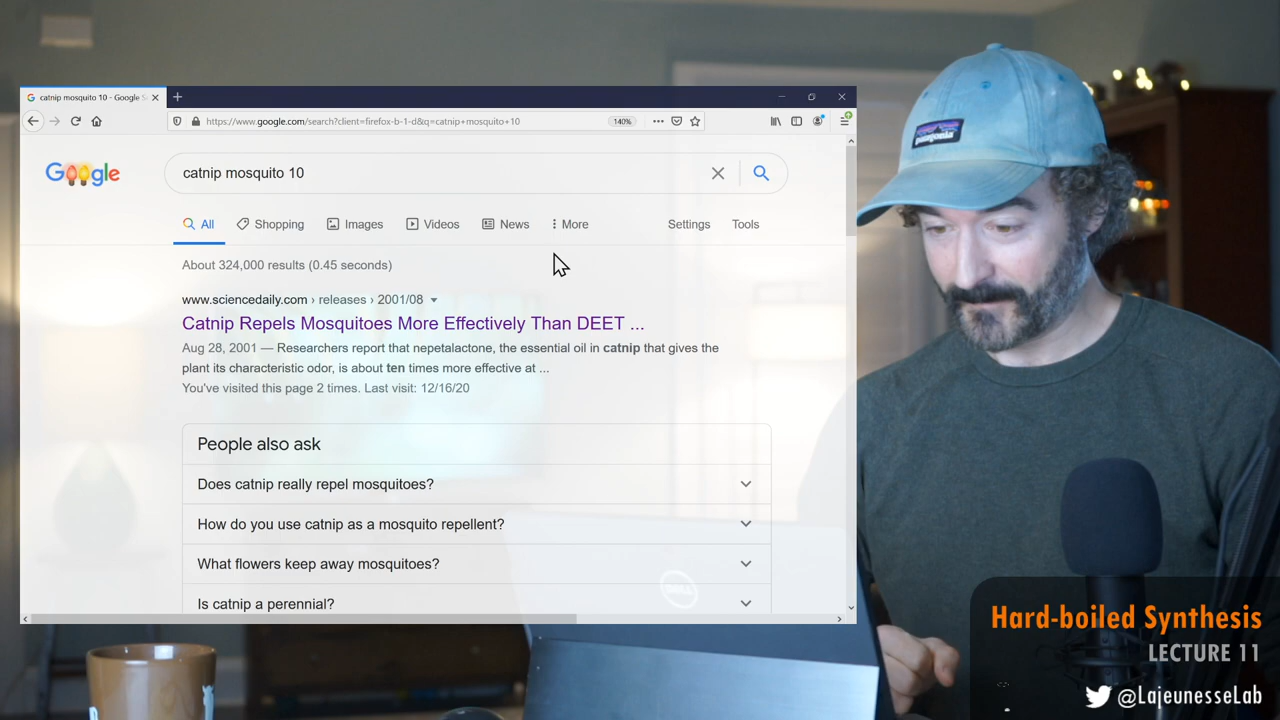 catnip mosquito 10 - Google S
https://www.google.com/search?client=firefox-b-1-d&q=catnip+mosquito+10
140%
Google
catnip mosquito 10
All
Shopping
Images
Videos
News
More
Settings
Tools
About 324,000 results (0.45 seconds)
www.sciencedaily.com › releases › 2001/08
Catnip Repels Mosquitoes More Effectively Than DEET ...
Aug 28, 2001 — Researchers report that nepetalactone, the essential oil in catnip that gives the
plant its characteristic odor, is about ten times more effective at ...
You've visited this page 2 times. Last visit: 12/16/20
People also ask
Does catnip really repel mosquitoes?
How do you use catnip as a mosquito repellent?
What flowers keep away mosquitoes?
Is catnip a perennial?
patagonia
DELL
Hard-boiled Synthesis
LECTURE 11
@LajeunesseLab